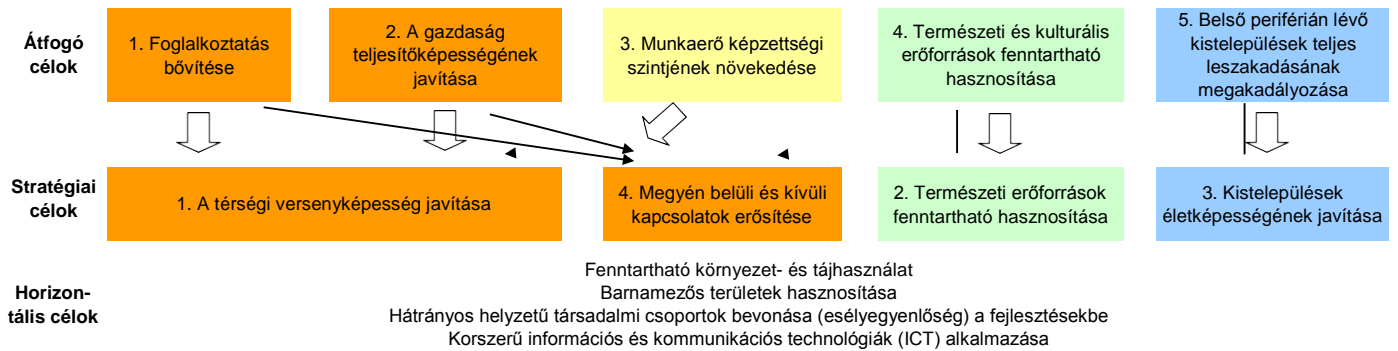 Átfogó
célok
1. Foglalkoztatás
bővítése
2. A gazdaság
teljesítőképességének
javítása
3. Munkaerő képzettségi
szintjének növekedése
4. Természeti és kulturális
erőforrások fenntartható
hasznosítása
5. Belső periférián lévő
kistelepülések teljes
leszakadásának
megakadályozása
Stratégiai
célok
1. A térségi versenyképesség javítása
4. Megyén belüli és kívüli
kapcsolatok erősítése
2. Természeti erőforrások
fenntartható hasznosítása
3. Kistelepülések
életképességének javítása
Horizon-
tális célok
Fenntartható környezet- és tájhasználat
Barnamezős területek hasznosítása
Hátrányos helyzetű társadalmi csoportok bevonása (esélyegyenlőség) a fejlesztésekbe
Korszerű információs és kommunikációs technológiák (ICT) alkalmazása